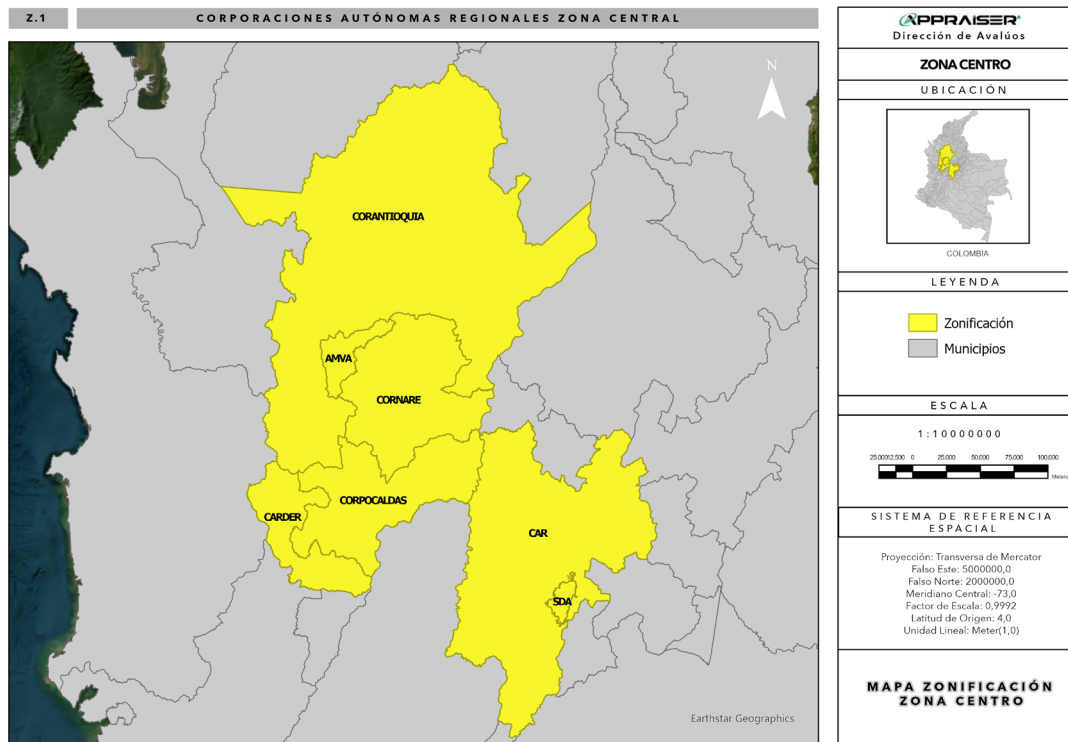 Z.1
CORPORACIONES AUTÓNOMAS REGIONALES ZONA CENTRAL
N
CORANTIOQUIA
AMVA
CORNARE
CORPOCALDAS
CARDER
CAR
SDA
Earthstar Geographics
APPRAISER
Dirección de Avalúos
ZONA CENTRO
UBICACIÓN
COLOMBIA
LEYENDA
Zonificación
Municipios
ESCALA
1:10000000
25.00012.500 0 25.000 50.000 75.000 100.000
Meters
SISTEMA DE REFERENCIA
ESPACIAL
Proyección: Transversa de Mercator
Falso Este: 5000000,0
Falso Norte: 2000000,0
Meridiano Central: -73,0
Factor de Escala: 0,9992
Latitud de Origen: 4,0
Unidad Lineal: Meter(1,0)
MAPA ZONIFICACIÓN
ZONA CENTRO